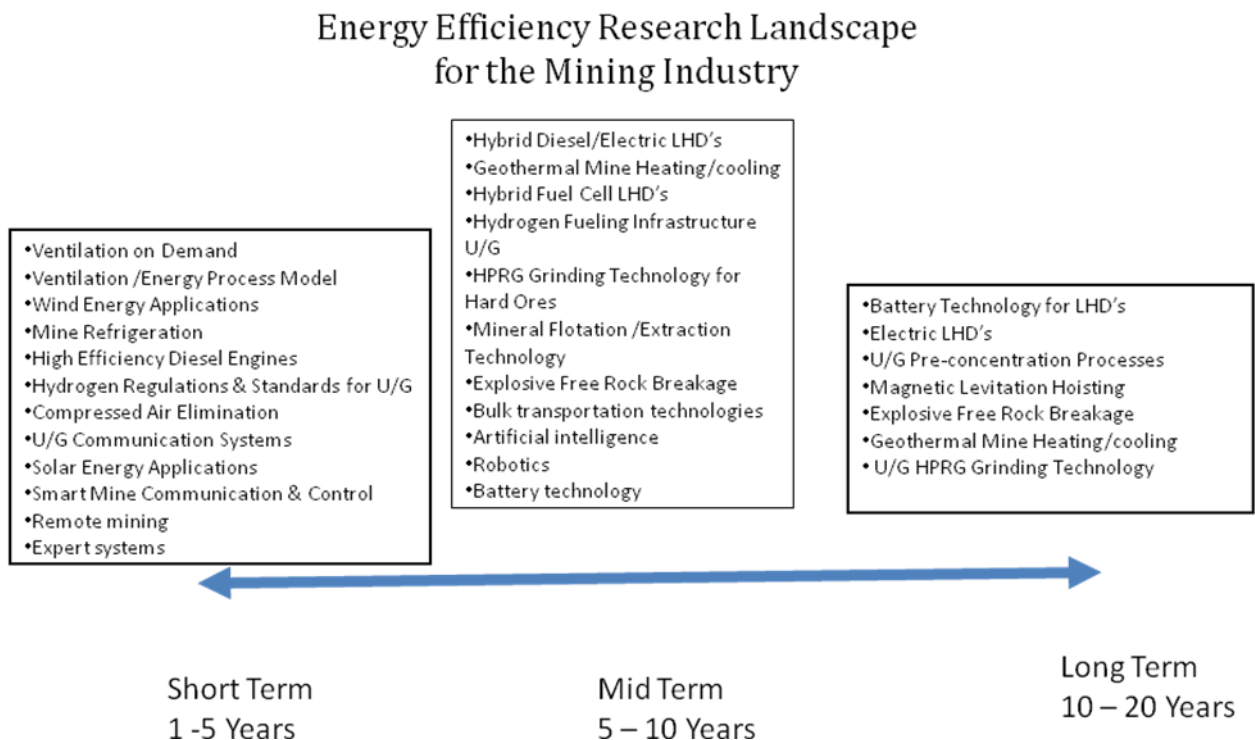 Energy Efficiency Research Landscape
for the Mining Industry
•Ventilation on Demand
•Ventilation /Energy Process Model
•Wind Energy Applications
•Mine Refrigeration
•High Efficiency Diesel Engines
•Hydrogen Regulations & Standards for U/G
•Compressed Air Elimination
•U/G Communication Systems
•Solar Energy Applications
•Smart Mine Communication & Control
•Remote mining
•Expert systems
•Hybrid Diesel/Electric LHD's
•Geothermal Mine Heating/cooling
•Hybrid Fuel Cell LHD's
•Hydrogen Fueling Infrastructure
U/G
•HPRG Grinding Technology for
Hard Ores
•Mineral Flotation /Extraction
Technology
•Explosive Free Rock Breakage
•Bulk transportation technologies
•Artificial intelligence
•Robotics
•Battery technology
•Battery Technology for LHD's
•Electric LHD's
•U/G Pre-concentration Processes
•Magnetic Levitation Hoisting
•Explosive Free Rock Breakage
•Geothermal Mine Heating/cooling
• U/G HPRG Grinding Technology
Short Term
1 -5 Years
Mid Term
5 – 10 Years
Long Term
10 – 20 Years